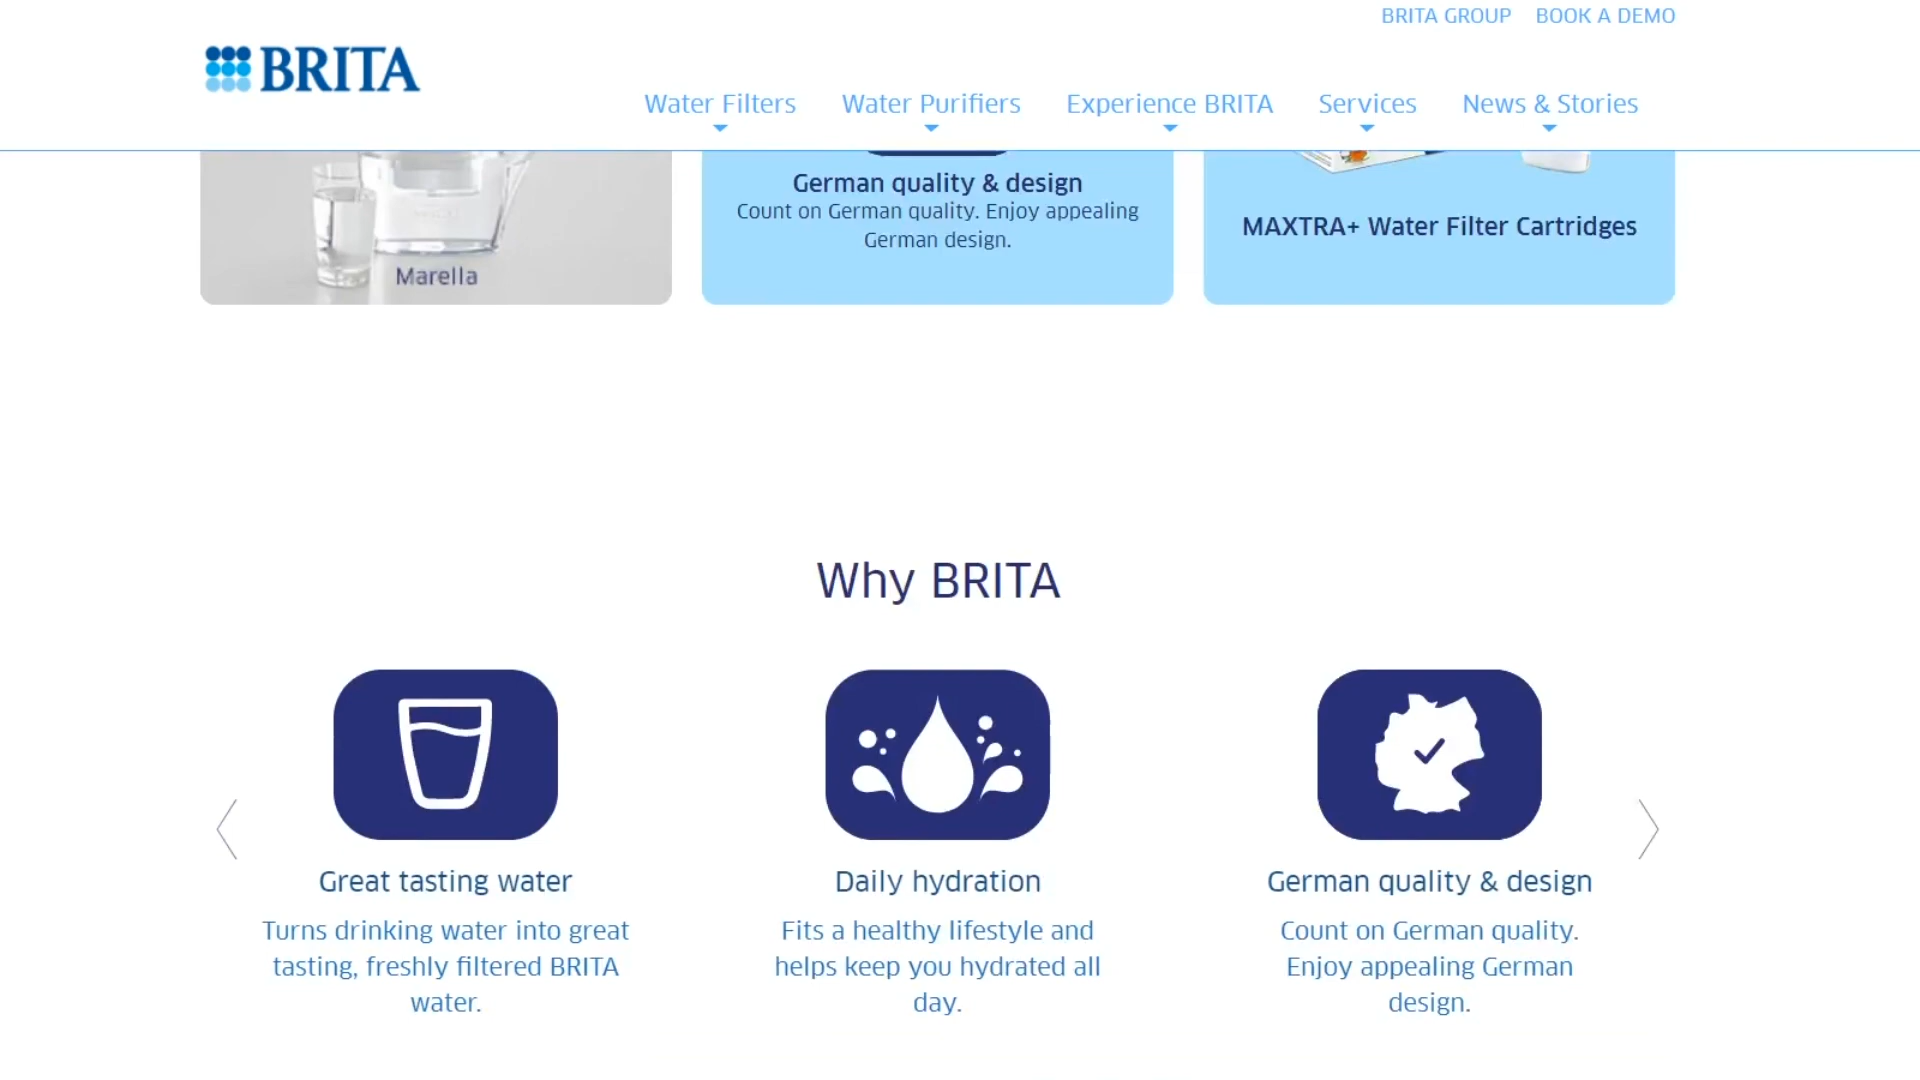 BRITA GROUP
BOOK A DEMO
BRITA
Water Filters
Water Purifiers
Experience BRITA
Services
News & Stories
Marella
German quality & design
Count on German quality. Enjoy appealing
German design.
MAXTRA+ Water Filter Cartridges
Why BRITA
Great tasting water
Turns drinking water into great
tasting, freshly filtered BRITA
water.
Daily hydration
Fits a healthy lifestyle and
helps keep you hydrated all
day.
German quality & design
Count on German quality.
Enjoy appealing German
design.